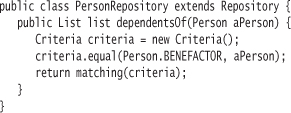 public class PersonRepository extends Repository {
   public List list dependentsOf(Person aPerson) {
      Criteria criteria = new Criteria();
      criteria.equal(Person.BENEFACTOR, aPerson);
      return matching(criteria);
   }
}